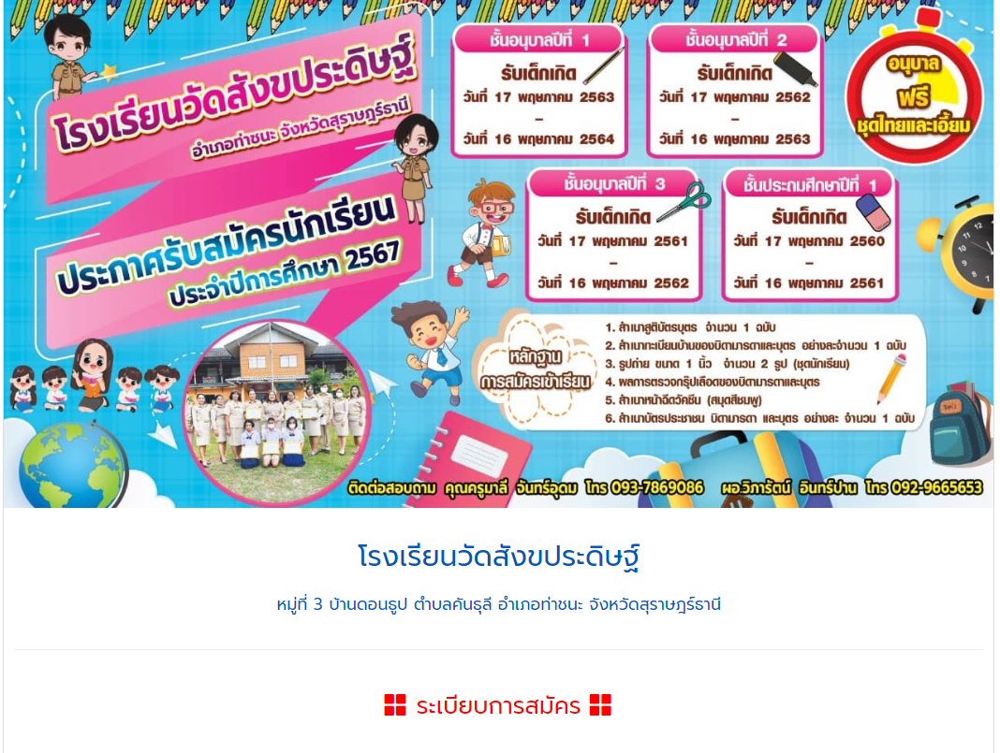 โรงเรียนวัดสังขประดิษฐ์
อำเภอท่าชนะ จังหวัดสุราษฎร์ธานี
ประกาศรับสมัครนักเรียน
ประจำปีการศึกษา 2567
ชั้นอนุบาลปีที่ 1
รับเด็กเกิด
วันที่ 17 พฤษภาคม 2563
–
วันที่ 16 พฤษภาคม 2564
ชั้นอนุบาลปีที่ 2
รับเด็กเกิด
วันที่ 17 พฤษภาคม 2562
–
วันที่ 16 พฤษภาคม 2563
อนุบาล
ฟรี
ชุดไทยและเอี๊ยม
ชั้นอนุบาลปีที่ 3
รับเด็กเกิด
วันที่ 17 พฤษภาคม 2561
–
วันที่ 16 พฤษภาคม 2562
ชั้นประถมศึกษาปีที่ 1
รับเด็กเกิด
วันที่ 17 พฤษภาคม 2560
–
วันที่ 16 พฤษภาคม 2561
หลักฐาน
การสมัครเข้าเรียน
1. สำเนาสูติบัตรบุตร จำนวน 1 ฉบับ
2. สำเนาทะเบียนบ้านของบิดามารดาและบุตร อย่างละจำนวน 1 ฉบับ
3. รูปถ่าย ขนาด 1 นิ้ว จำนวน 2 รูป (ชุดนักเรียน)
4. ผลการตรวจกรุ๊ปเลือดของบิดามารดาและบุตร
5. สำเนาหน้าฉีดวัคซีน (สมุดสีชมพู)
6. สำเนาบัตรประชาชน บิดามารดา และบุตร อย่างละ จำนวน 1 ฉบับ
ติดต่อสอบถาม คุณครูมาลี จันทร์อุดม โทร 093-7869086 ผอ.วิภารัตน์ อินทร์ปาน โทร 092-9665653
โรงเรียนวัดสังขประดิษฐ์
หมู่ที่ 3 บ้านดอนธูป ตำบลคันธุลี อำเภอท่าชนะ จังหวัดสุราษฎร์ธานี
ระเบียบการสมัคร